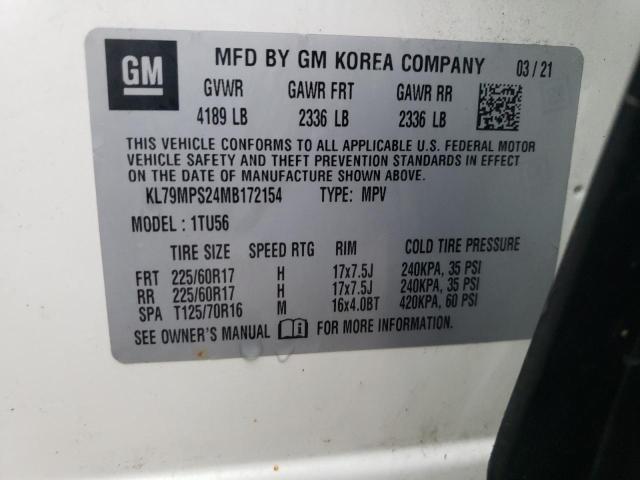 GM
MFD BY GM KOREA COMPANY 03 / 21
GVWR GAWR FRT GAWR RR
4189 LB 2336 LB 2336 LB
THIS VEHICLE CONFORMS TO ALL APPLICABLE U.S. FEDERAL MOTOR
VEHICLE SAFETY AND THEFT PREVENTION STANDARDS IN EFFECT ON
THE DATE OF MANUFACTURE SHOWN ABOVE.
KL79MPS24MB172154 TYPE: MPV
MODEL : 1TU56
TIRE SIZE SPEED RTG RIM COLD TIRE PRESSURE
FRT 225/60R17 H 17x7.5J 240KPA, 35 PSI
RR 225/60R17 H 17x7.5J 240KPA, 35 PSI
SPA T125/70R16 M 16x4.0BT 420KPA, 60 PSI
SEE OWNER'S MANUAL FOR MORE INFORMATION.